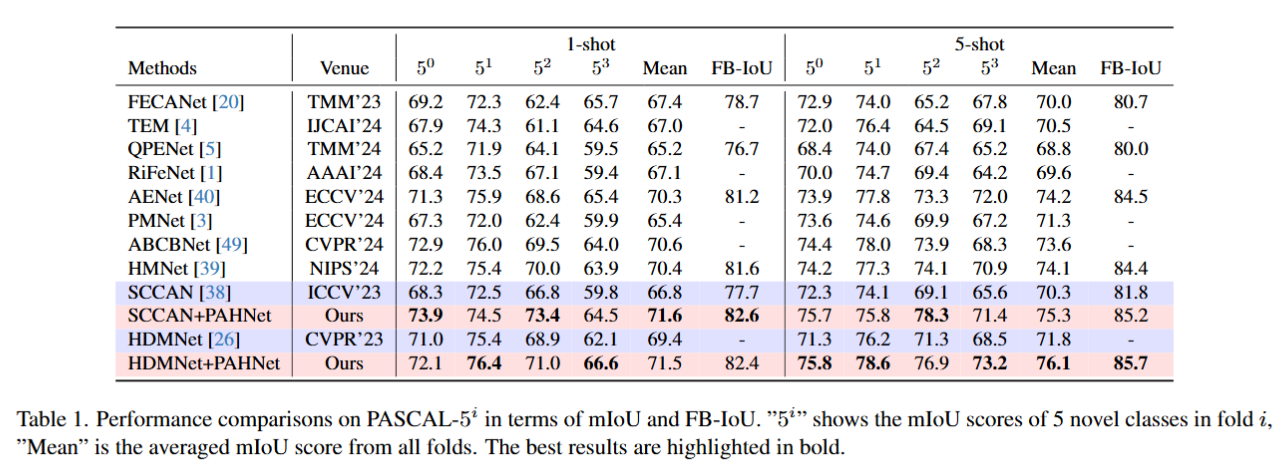 1-shot 5-shot
Methods Venue 5⁰ 5¹ 5² 5³ Mean FB-IoU 5⁰ 5¹ 5² 5³ Mean FB-IoU
FECANet [20] TMM’23 69.2 72.3 62.4 65.7 67.4 78.7 72.9 74.0 65.2 67.8 70.0 80.7
TEM [4] IJCAI’24 67.9 74.3 61.1 64.6 67.0 - 72.0 76.4 64.5 69.1 70.5 -
QPENet [5] TMM’24 65.2 71.9 64.1 59.5 65.2 76.7 68.4 74.0 67.4 65.2 68.8 80.0
RiFeNet [1] AAAI’24 68.4 73.5 67.1 59.4 67.1 - 70.0 74.7 69.4 64.2 69.6 -
AENet [40] ECCV’24 71.3 75.9 68.6 65.4 70.3 81.2 73.9 77.8 73.3 72.0 74.2 84.5
PMNet [3] ECCV’24 67.3 72.0 62.4 59.9 65.4 - 73.6 74.6 69.9 67.2 71.3 -
ABCBNet [49] CVPR’24 72.9 76.0 69.5 64.0 70.6 - 74.4 78.0 73.9 68.3 73.6 -
HMNet [39] NIPS’24 72.2 75.4 70.0 63.9 70.4 81.6 74.2 77.3 74.1 70.9 74.1 84.4
SCCAN [38] ICCV’23 68.3 72.5 66.8 59.8 66.8 77.7 72.3 74.1 69.1 65.6 70.3 81.8
SCCAN+PAHNet Ours 73.9 74.5 73.4 64.5 71.6 82.6 75.7 75.8 78.3 71.4 75.3 85.2
HDMNet [26] CVPR’23 71.0 75.4 68.9 62.1 69.4 - 71.3 76.2 71.3 68.5 71.8 -
HDMNet+PAHNet Ours 72.1 76.4 71.0 66.6 71.5 82.4 75.8 78.6 76.9 73.2 76.1 85.7
Table 1. Performance comparisons on PASCAL-5ⁱ in terms of mIoU and FB-IoU. ”5ⁱ” shows the mIoU scores of 5 novel classes in fold i,
”Mean” is the averaged mIoU score from all folds. The best results are highlighted in bold.